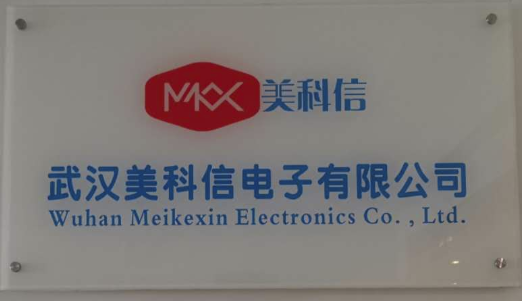 MKX 美科信
武汉美科信电子有限公司
Wuhan Meikexin Electronics Co. , Ltd.